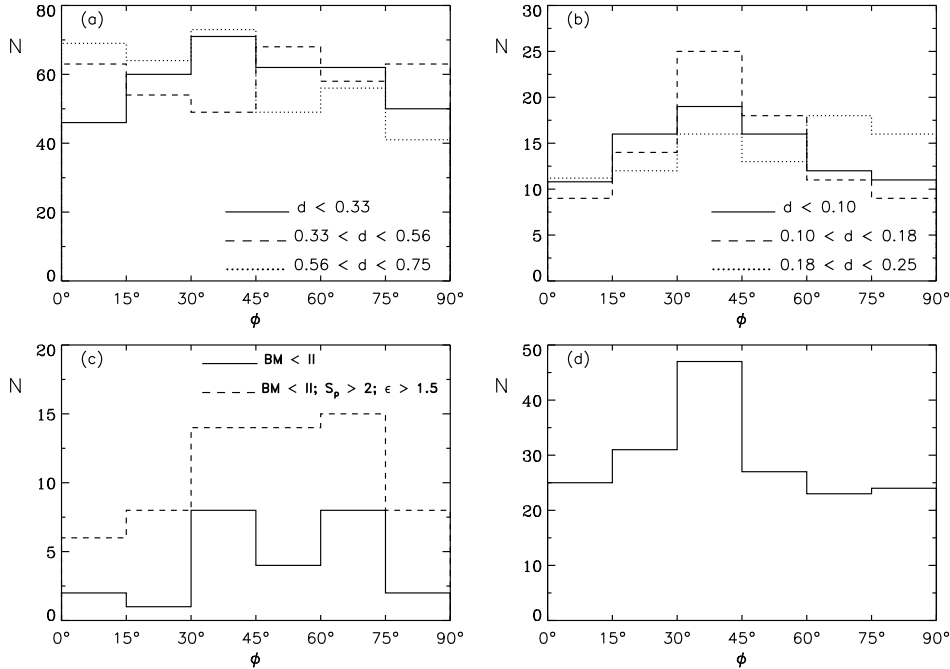 (a)
N
80
60
40
20
0
0° 15° 30° 45° 60° 75° 90°
ϕ
d < 0.33
0.33 < d < 0.56
0.56 < d < 0.75
(b)
N
30
25
20
15
10
5
0
0° 15° 30° 45° 60° 75° 90°
ϕ
d < 0.10
0.10 < d < 0.18
0.18 < d < 0.25
(c)
N
20
15
10
5
0
0° 15° 30° 45° 60° 75° 90°
ϕ
BM < II
BM < II; Sp > 2; ϵ > 1.5
(d)
N
50
40
30
20
10
0
0° 15° 30° 45° 60° 75° 90°
ϕ